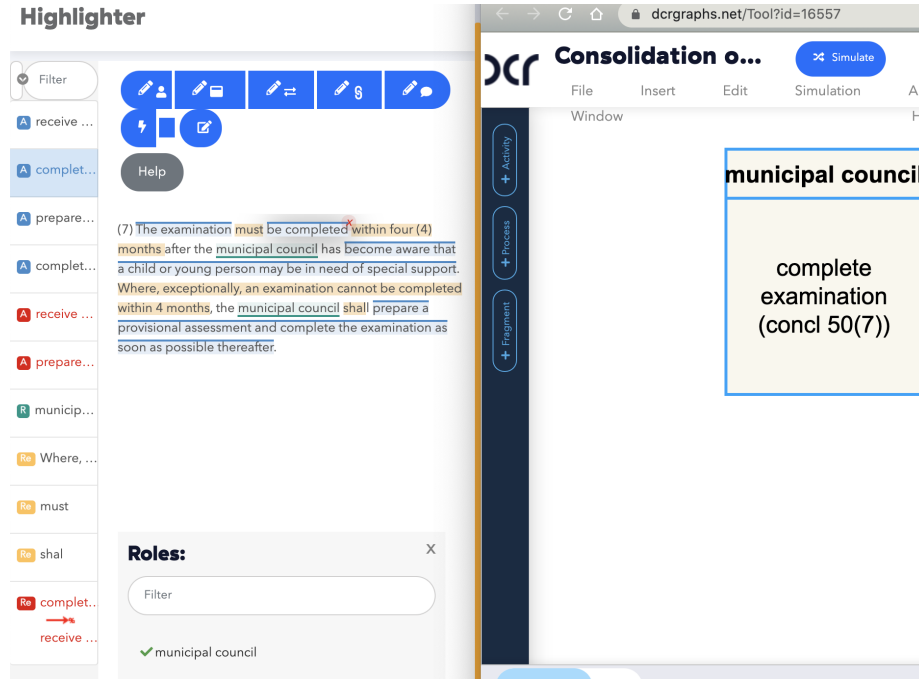 Highlighter
Filter
A receive ...
A complet...
A prepare...
A complet...
A receive ...
A prepare...
R municip...
Re Where, ...
Re must
Re shal
Re complet...
%
receive ...
§
Help
(7) The examination must be completed x within four (4)
months after the municipal council has become aware that
a child or young person may be in need of special support.
Where, exceptionally, an examination cannot be completed
within 4 months, the municipal council shall prepare a
provisional assessment and complete the examination as
soon as possible thereafter.
Roles:
X
Filter
municipal council
dcrgraphs.net/Tool?id=16557
DCR
Consolidation o...
Simulate
File Insert Edit Simulation A
Window H
+ Activity
+ Process
+ Fragment
municipal council
complete
examination
(concl 50(7))